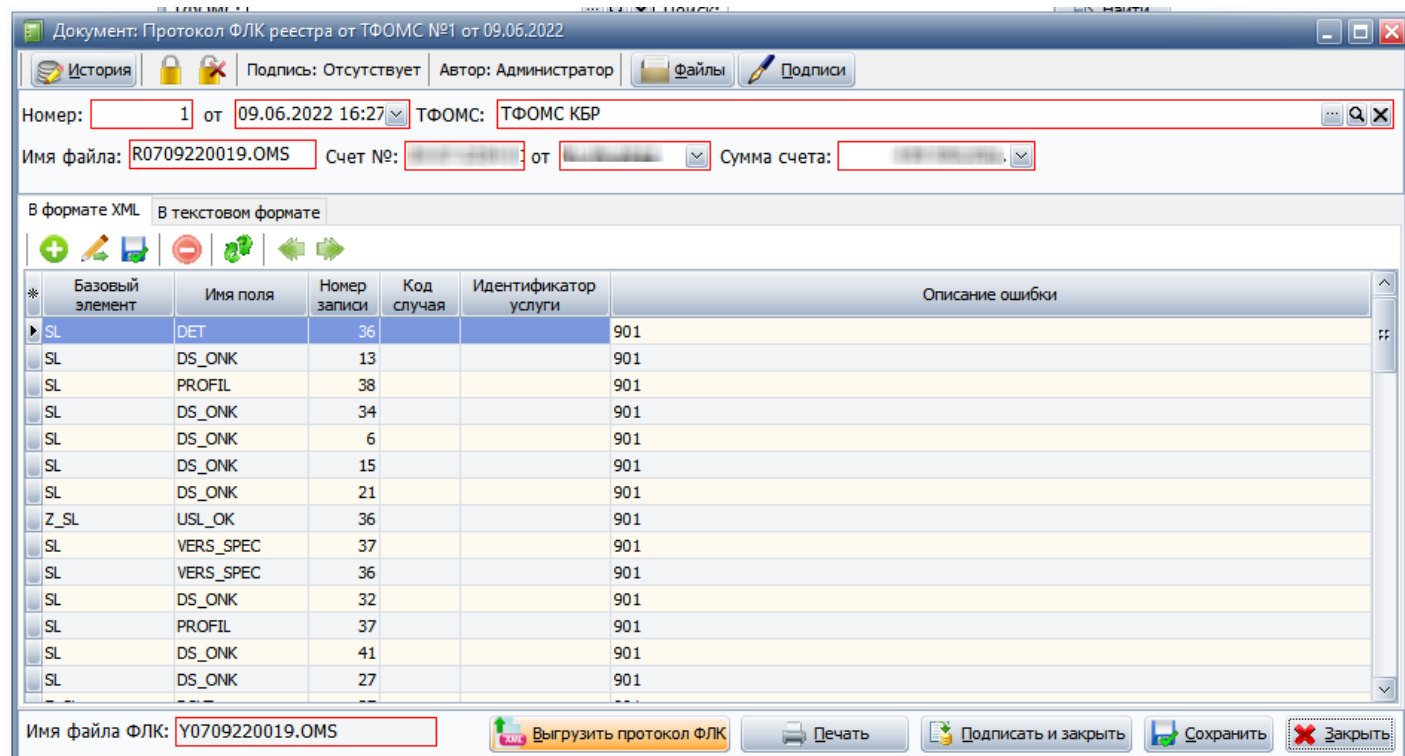 Документ: Протокол ФЛК реестра от ТФОМС №1 от 09.06.2022
История Подпись: Отсутствует Автор: Администратор Файлы Подписи
Номер: 1 от 09.06.2022 16:27 ТФОМС: ТФОМС КБР
Имя файла: R0709220019.OMS Счет №: от Сумма счета:
В формате XML В текстовом формате
Базовый элемент Имя поля Номер записи Код случая Идентификатор услуги Описание ошибки
SL DET 36 901
SL DS_ONK 13 901
SL PROFIL 38 901
SL DS_ONK 34 901
SL DS_ONK 6 901
SL DS_ONK 15 901
SL DS_ONK 21 901
Z_SL USL_OK 36 901
SL VERS_SPEC 37 901
SL VERS_SPEC 36 901
SL DS_ONK 32 901
SL PROFIL 37 901
SL DS_ONK 41 901
SL DS_ONK 27 901
Имя файла ФЛК: Y0709220019.OMS XML Выгрузить протокол ФЛК Печать Подписать и закрыть Сохранить Закрыть